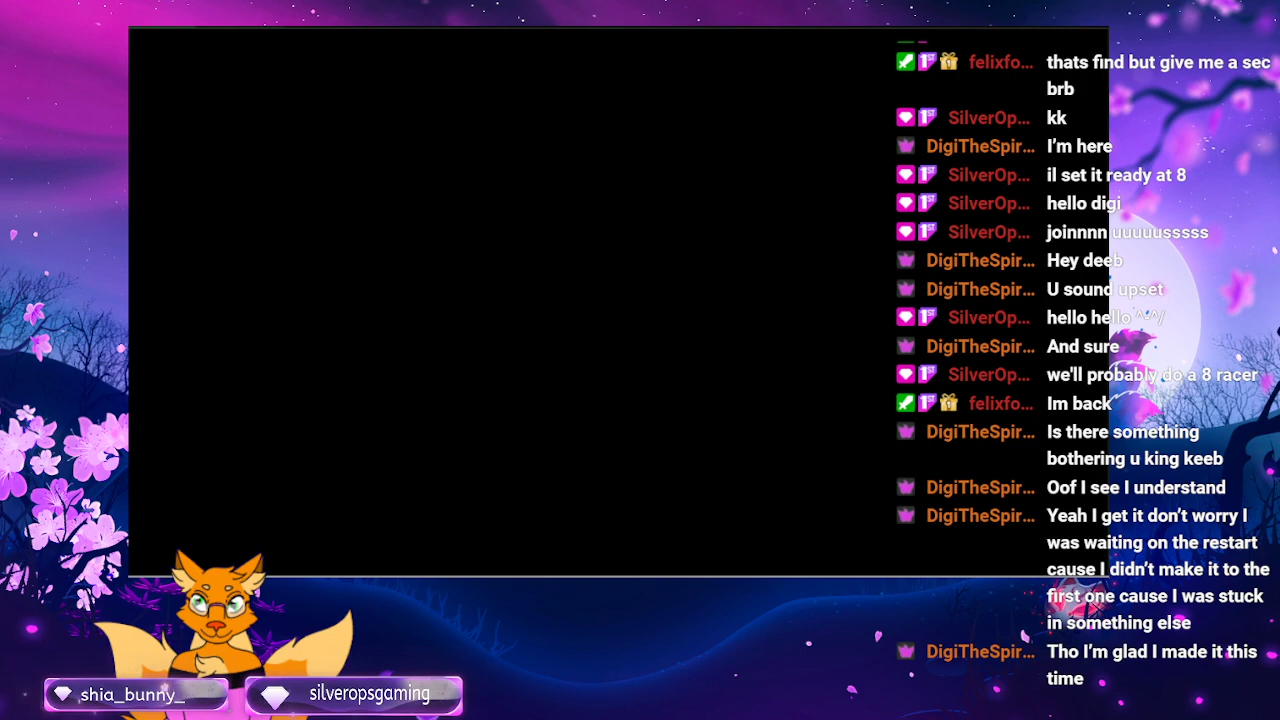 felixfo... thats find but give me a sec
brb
SilverOp... kk
DigiTheSpir... I'm here
SilverOp... il set it ready at 8
SilverOp... hello digi
SilverOp... joinnnn uuuuusssss
DigiTheSpir... Hey deeb
DigiTheSpir... U sound upset
SilverOp... hello hello ^-^/
DigiTheSpir... And sure
SilverOp... we'll probably do a 8 racer
felixfo... Im back
DigiTheSpir... Is there something
bothering u king keeb
DigiTheSpir... Oof I see I understand
DigiTheSpir... Yeah I get it don't worry I
was waiting on the restart
cause I didn't make it to the
first one cause I was stuck
in something else
DigiTheSpir... Tho I'm glad I made it this
time
shia_bunny_
silveropsgaming